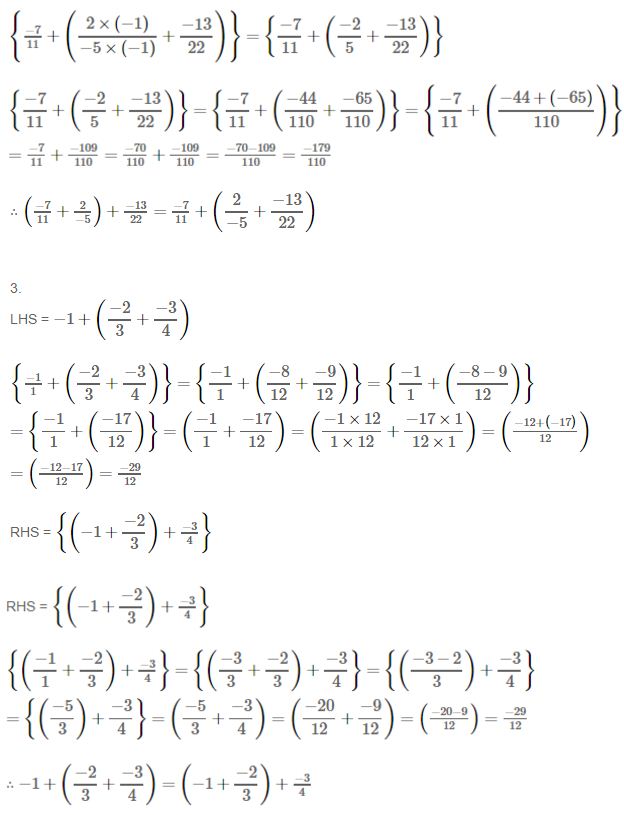 {-7/11 + (2 × (−1)/−5 × (−1) + −13/22)} = {−7/11 + (−2/5 + −13/22)}
{−7/11 + (−2/5 + −13/22)} = {−7/11 + (−44/110 + −65/110)} = {−7/11 + (−44 + (−65)/110)}
= −7/11 + −109/110 = −70/110 + −109/110 = −70−109/110 = −179/110
∴ (−7/11 + 2/−5) + −13/22 = −7/11 + (2/−5 + −13/22)
3.
LHS = −1 + (−2/3 + −3/4)
{−1/1 + (−2/3 + −3/4)} = {−1/1 + (−8/12 + −9/12)} = {−1/1 + (−8 − 9/12)}
= {−1/1 + (−17/12)} = (−1/1 + −17/12) = (−1 × 12/1 × 12 + −17 × 1/12 × 1) = (−12+(−17)/12)
= (−12−17/12) = −29/12
RHS = {(−1 + −2/3) + −3/4}
RHS = {(−1 + −2/3) + −3/4}
{(−1/1 + −2/3) + −3/4} = {(−3/3 + −2/3) + −3/4} = {(−3 − 2/3) + −3/4}
= {(−5/3) + −3/4} = (−5/3 + −3/4) = (−20/12 + −9/12) = (−20−9/12) = −29/12
∴ −1 + (−2/3 + −3/4) = (−1 + −2/3) + −3/4